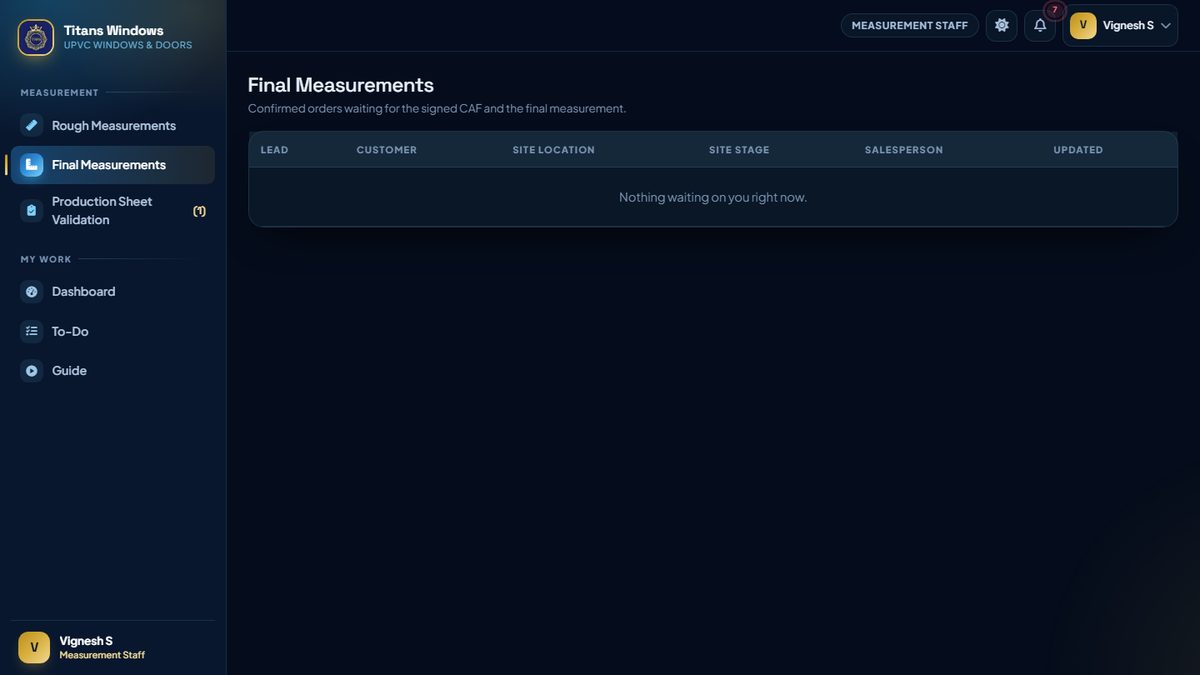 Titans Windows
UPVC WINDOWS & DOORS
MEASUREMENT
Rough Measurements
Final Measurements
Production Sheet
Validation
(1)
MY WORK
Dashboard
To-Do
Guide
V
Vignesh S
Measurement Staff
MEASUREMENT STAFF
7
V
Vignesh S
Final Measurements
Confirmed orders waiting for the signed CAF and the final measurement.
LEAD CUSTOMER SITE LOCATION SITE STAGE SALESPERSON UPDATED
Nothing waiting on you right now.